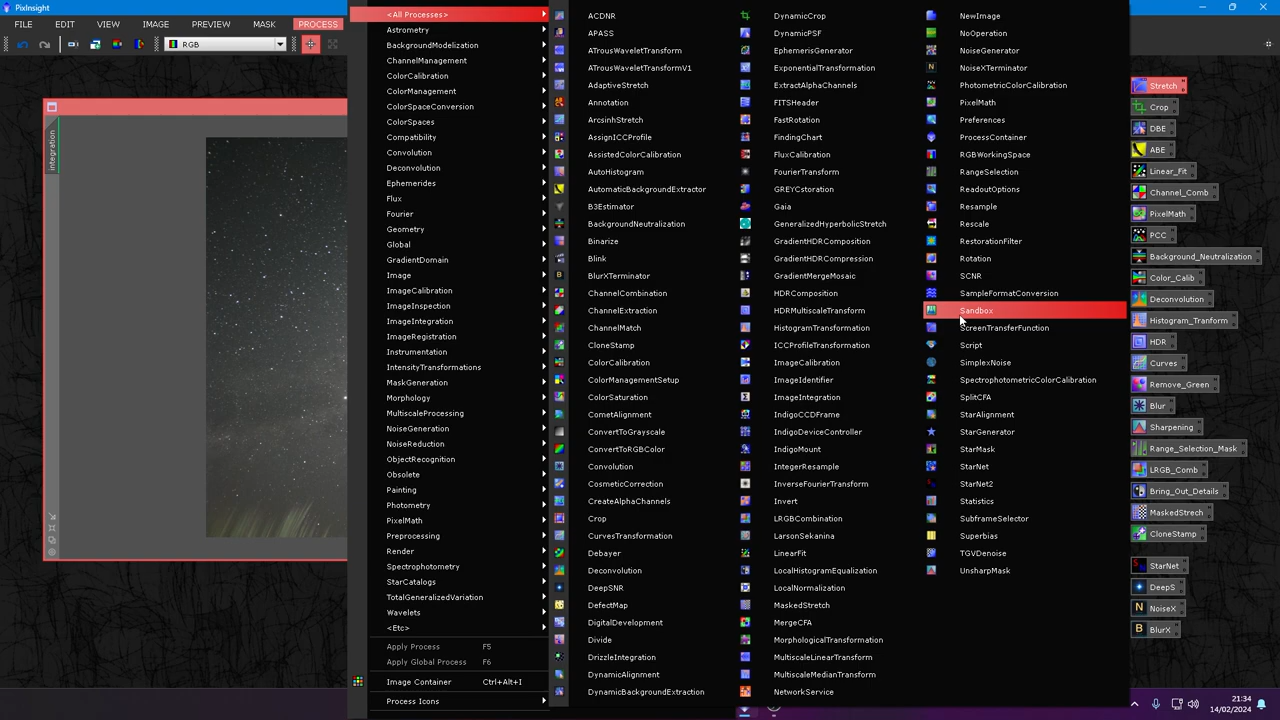 PixInsight
FILE
EDIT
VIEW
IMAGE
PREVIEW
MASK
PROCESS
RGB
integration
<All Processes>
Astrometry
BackgroundModelization
ChannelManagement
ColorCalibration
ColorManagement
ColorSpaceConversion
ColorSpaces
Compatibility
Convolution
Deconvolution
Ephemerides
Flux
Fourier
Geometry
Global
GradientDomain
Image
ImageCalibration
ImageInspection
ImageIntegration
ImageRegistration
Instrumentation
IntensityTransformations
MaskGeneration
Morphology
MultiscaleProcessing
NoiseGeneration
NoiseReduction
ObjectRecognition
Obsolete
Painting
Photometry
PixelMath
Preprocessing
Render
Spectrophotometry
StarCatalogs
TotalGeneralizedVariation
Wavelets
<Etc>
Apply Process F5
Apply Global Process F6
Image Container Ctrl+Alt+I
Process Icons
ACDNR
APASS
ATrousWaveletTransform
ATrousWaveletTransformV1
AdaptiveStretch
Annotation
ArcsinhStretch
AssignICCProfile
AssistedColorCalibration
AutoHistogram
AutomaticBackgroundExtractor
B3Estimator
BackgroundNeutralization
Binarize
Blink
BlurXTerminator
ChannelCombination
ChannelExtraction
ChannelMatch
CloneStamp
ColorCalibration
ColorManagementSetup
ColorSaturation
CometAlignment
ConvertToGrayscale
ConvertToRGBColor
Convolution
CosmeticCorrection
CreateAlphaChannels
Crop
CurvesTransformation
Debayer
Deconvolution
DeepSNR
DefectMap
DigitalDevelopment
Divide
DrizzleIntegration
DynamicAlignment
DynamicBackgroundExtraction
DynamicCrop
DynamicPSF
EphemerisGenerator
ExponentialTransformation
ExtractAlphaChannels
FITSHeader
FastRotation
FindingChart
FluxCalibration
FourierTransform
GREYCstoration
Gaia
GeneralizedHyperbolicStretch
GradientHDRComposition
GradientHDRCompression
GradientMergeMosaic
HDRComposition
HDRMultiscaleTransform
HistogramTransformation
ICCProfileTransformation
ImageCalibration
ImageIdentifier
ImageIntegration
IndigoCCDFrame
IndigoDeviceController
IndigoMount
IntegerResample
InverseFourierTransform
Invert
LRGBCombination
LarsonSekanina
LinearFit
LocalHistogramEqualization
LocalNormalization
MaskedStretch
MergeCFA
MorphologicalTransformation
MultiscaleLinearTransform
MultiscaleMedianTransform
NetworkService
NewImage
NoOperation
NoiseGenerator
NoiseXTerminator
PhotometricColorCalibration
PixelMath
Preferences
ProcessContainer
RGBWorkingSpace
RangeSelection
ReadoutOptions
Resample
Rescale
RestorationFilter
Rotation
SCNR
SampleFormatConversion
Sandbox
ScreenTransferFunction
Script
SimplexNoise
SpectrophotometricColorCalibration
SplitCFA
StarAlignment
StarGenerator
StarMask
StarNet
StarNet2
Statistics
SubframeSelector
Superbias
TGVDenoise
UnsharpMask
Stretch
Crop
DBE
ABE
Linear_Fit
Channel_Comb
PixelMath
PCC
Background_Neutralization
Color_Calib
Deconvolution
Histogram_Tranform
HDR
Curves
Remove_Green
Blur
Sharpening
Range_Selection_Mask
LRGB_Comb
Bring_Out_Details
MaskedStrech
CloneStamp
StarNet
DeepS
NoiseX
BlurX
21:34
14/02/2024